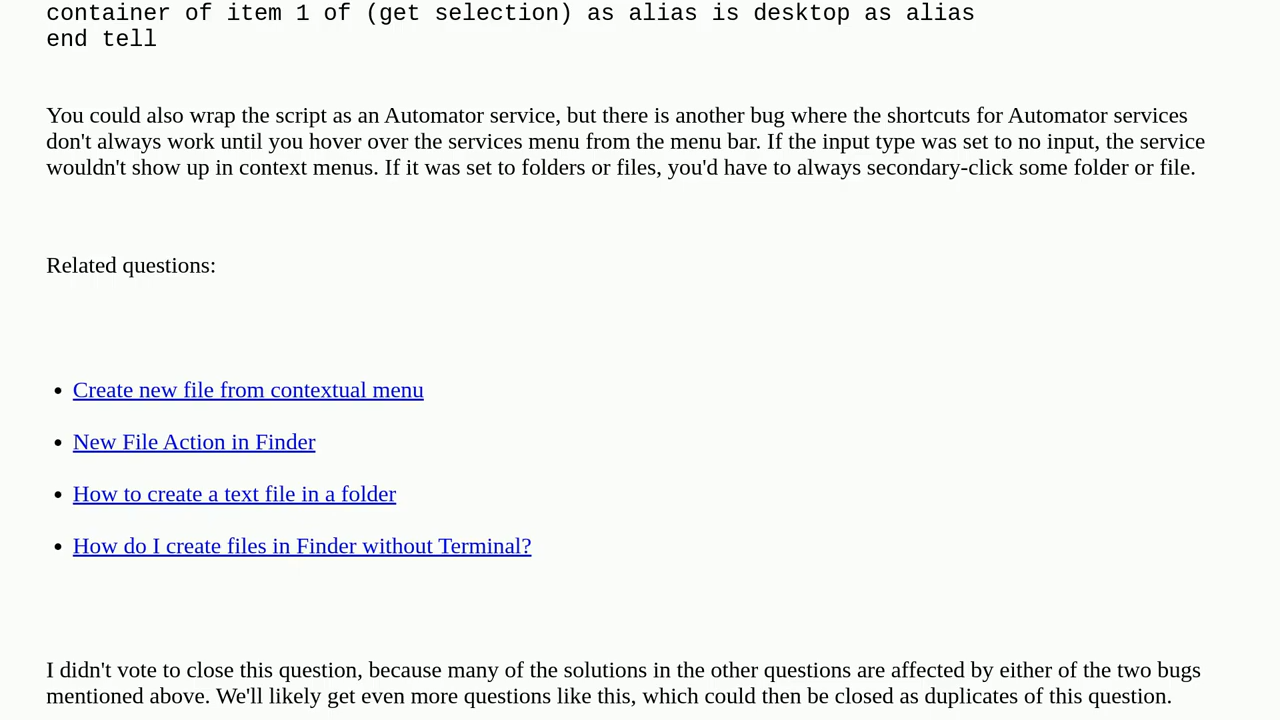 container of item 1 of (get selection) as alias is desktop as alias
end tell
You could also wrap the script as an Automator service, but there is another bug where the shortcuts for Automator services
don't always work until you hover over the services menu from the menu bar. If the input type was set to no input, the service
wouldn't show up in context menus. If it was set to folders or files, you'd have to always secondary-click some folder or file.
Related questions:
• Create new file from contextual menu
• New File Action in Finder
• How to create a text file in a folder
• How do I create files in Finder without Terminal?
I didn't vote to close this question, because many of the solutions in the other questions are affected by either of the two bugs
mentioned above. We'll likely get even more questions like this, which could then be closed as duplicates of this question.